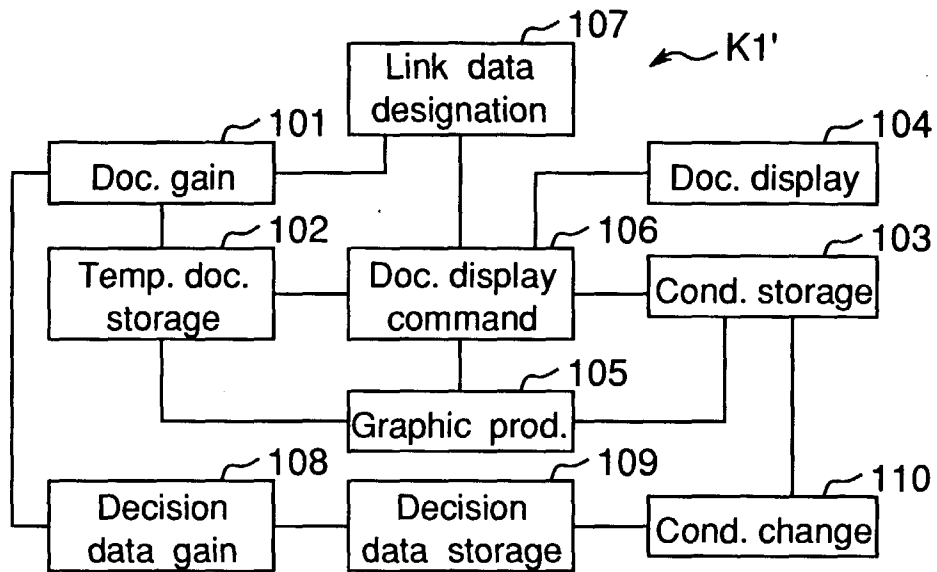 107
K1'
Link data
designation
101
104
Doc. gain
Doc. display
102
106
103
Temp. doc.
storage
Doc. display
command
Cond. storage
105
Graphic prod.
108
109
110
Decision
data gain
Decision
data storage
Cond. change